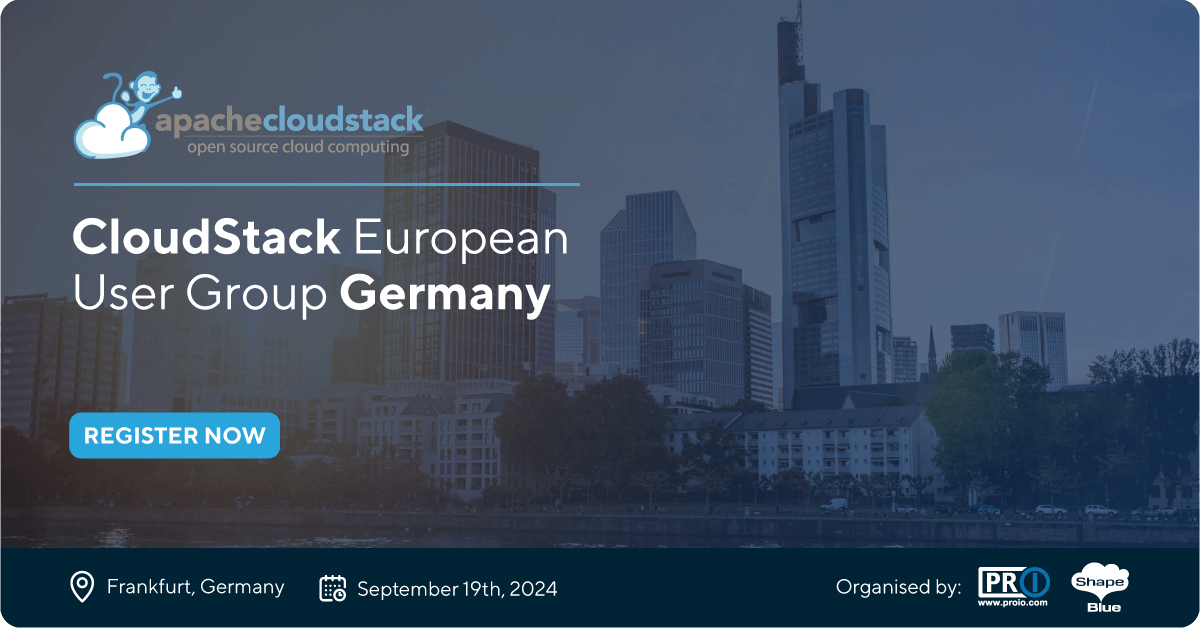 apachecloudstack
open source cloud computing
CloudStack European
User Group Germany
REGISTER NOW
Frankfurt, Germany
September 19th, 2024
Organised by:
PRIO
www.proio.com
Shape
Blue